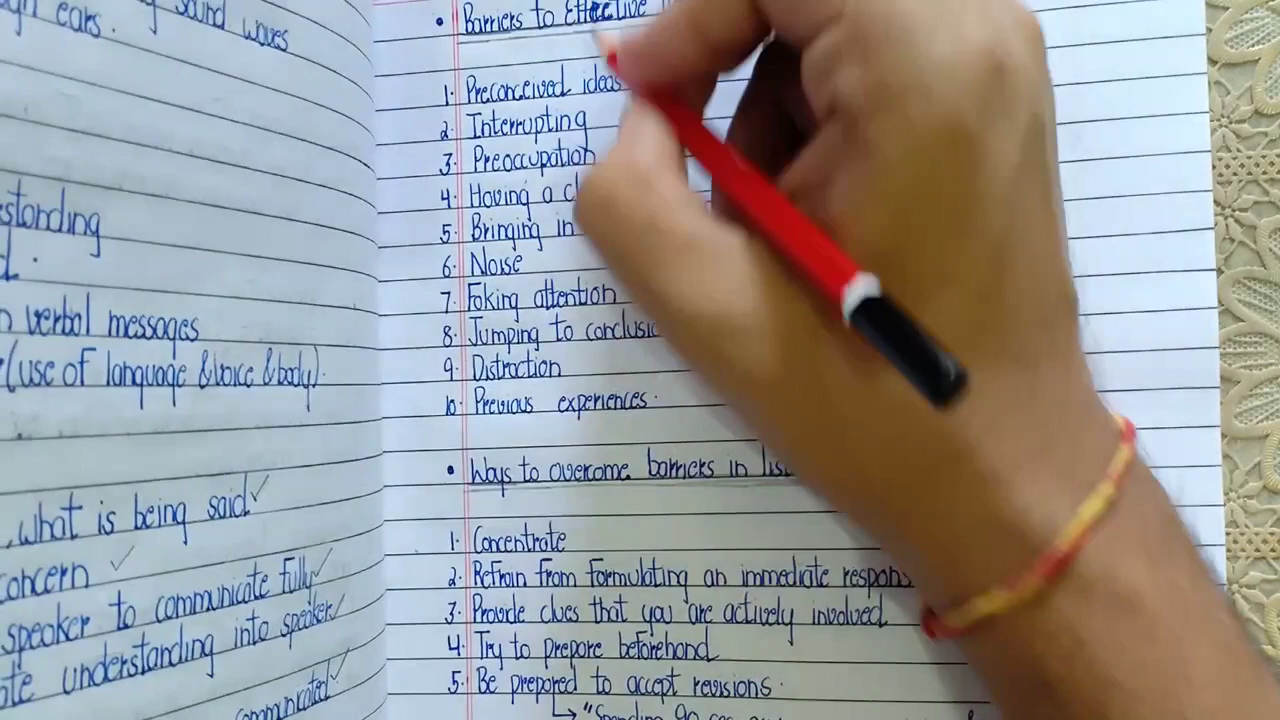 ears.
sound waves
standing
verbal messages
(use of language & voice & body).
what is being said ✓
concern ✓
speaker to communicate fully ✓
understanding into speaker ✓
communicated ✓
• Barriers to Effective
1. Preconceived ideas
2. Interrupting
3. Preoccupation
4. Having a
5. Bringing in
6. Noise
7. Faking attention
8. Jumping to
9. Distraction
10. Previous experiences.
• Ways to overcome barriers in
1. Concentrate
2. Refrain from formulating an immediate respons
3. Provide clues that you are actively involved
4. Try to prepare beforehand
5. Be prepared to accept revisions.